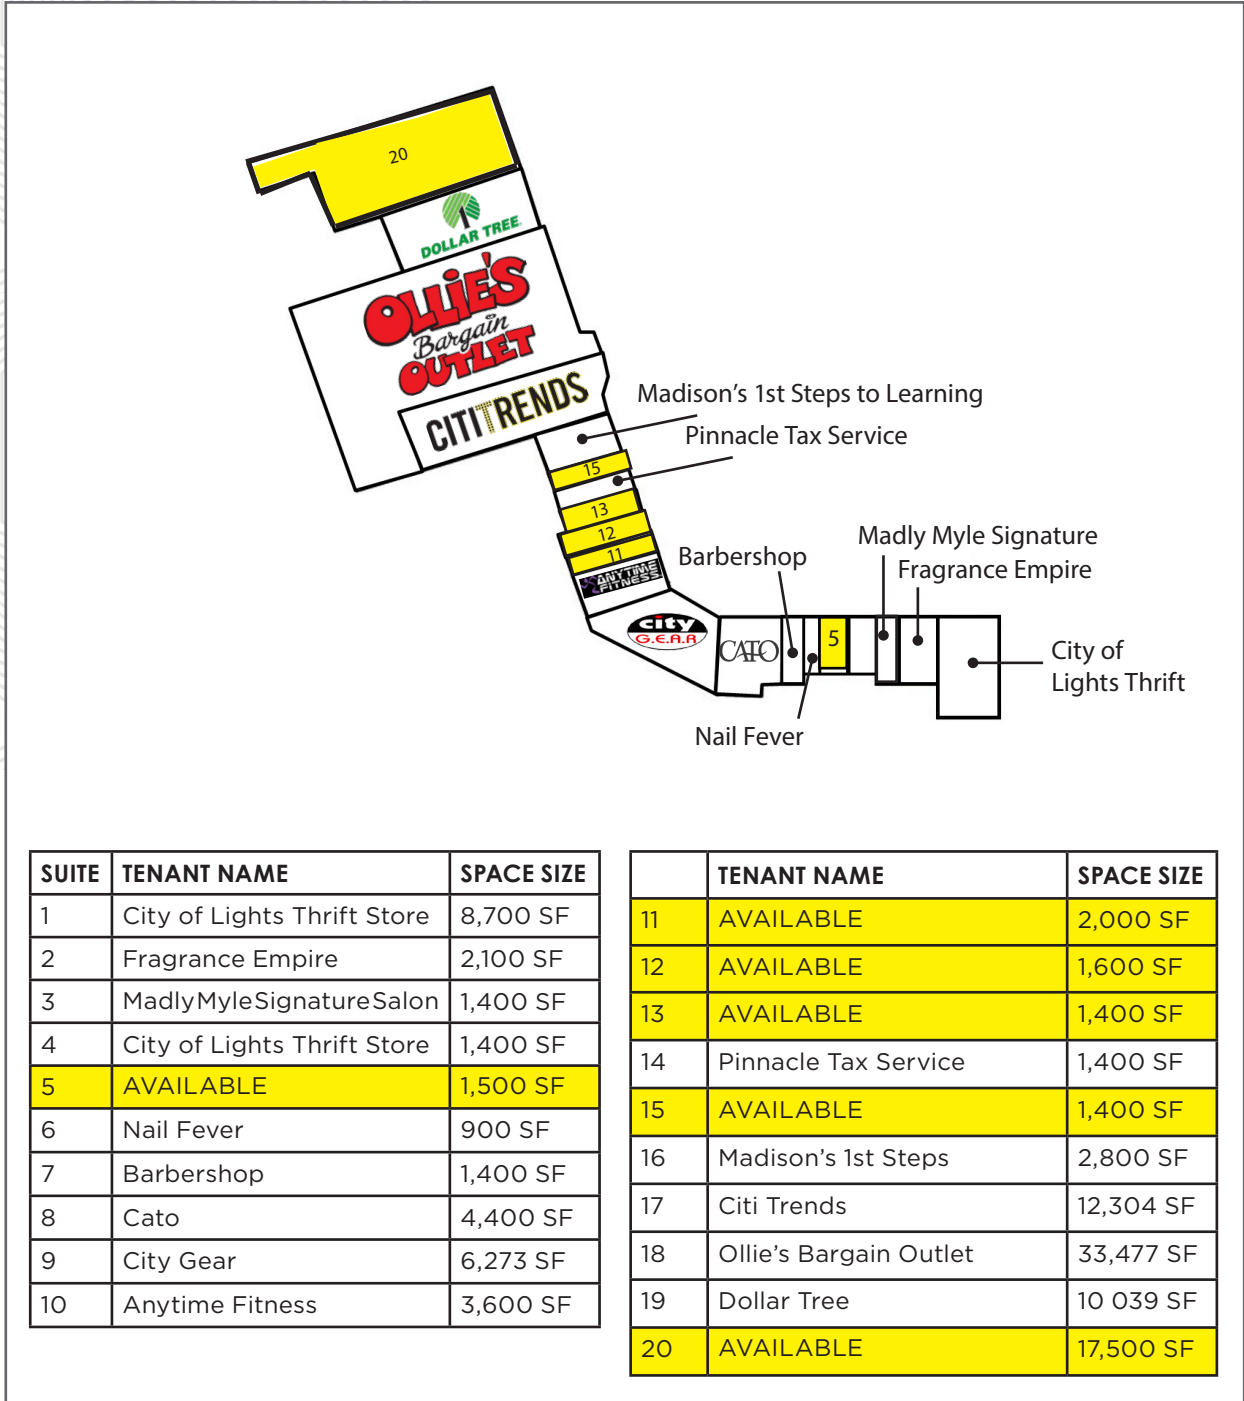 20
DOLLAR TREE
OLLIE'S
Bargain
OUTLET
CITITRENDS
Madison's 1st Steps to Learning
Pinnacle Tax Service
15
13
12
11
ANYTIME
FITNESS
city
G.E.A.R
CATO
Barbershop
Madly Myle Signature
Fragrance Empire
5
City of
Lights Thrift
Nail Fever
SUITE TENANT NAME SPACE SIZE
1 City of Lights Thrift Store 8,700 SF
2 Fragrance Empire 2,100 SF
3 MadlyMyleSignatureSalon 1,400 SF
4 City of Lights Thrift Store 1,400 SF
5 AVAILABLE 1,500 SF
6 Nail Fever 900 SF
7 Barbershop 1,400 SF
8 Cato 4,400 SF
9 City Gear 6,273 SF
10 Anytime Fitness 3,600 SF
TENANT NAME SPACE SIZE
11 AVAILABLE 2,000 SF
12 AVAILABLE 1,600 SF
13 AVAILABLE 1,400 SF
14 Pinnacle Tax Service 1,400 SF
15 AVAILABLE 1,400 SF
16 Madison's 1st Steps 2,800 SF
17 Citi Trends 12,304 SF
18 Ollie's Bargain Outlet 33,477 SF
19 Dollar Tree 10 039 SF
20 AVAILABLE 17,500 SF